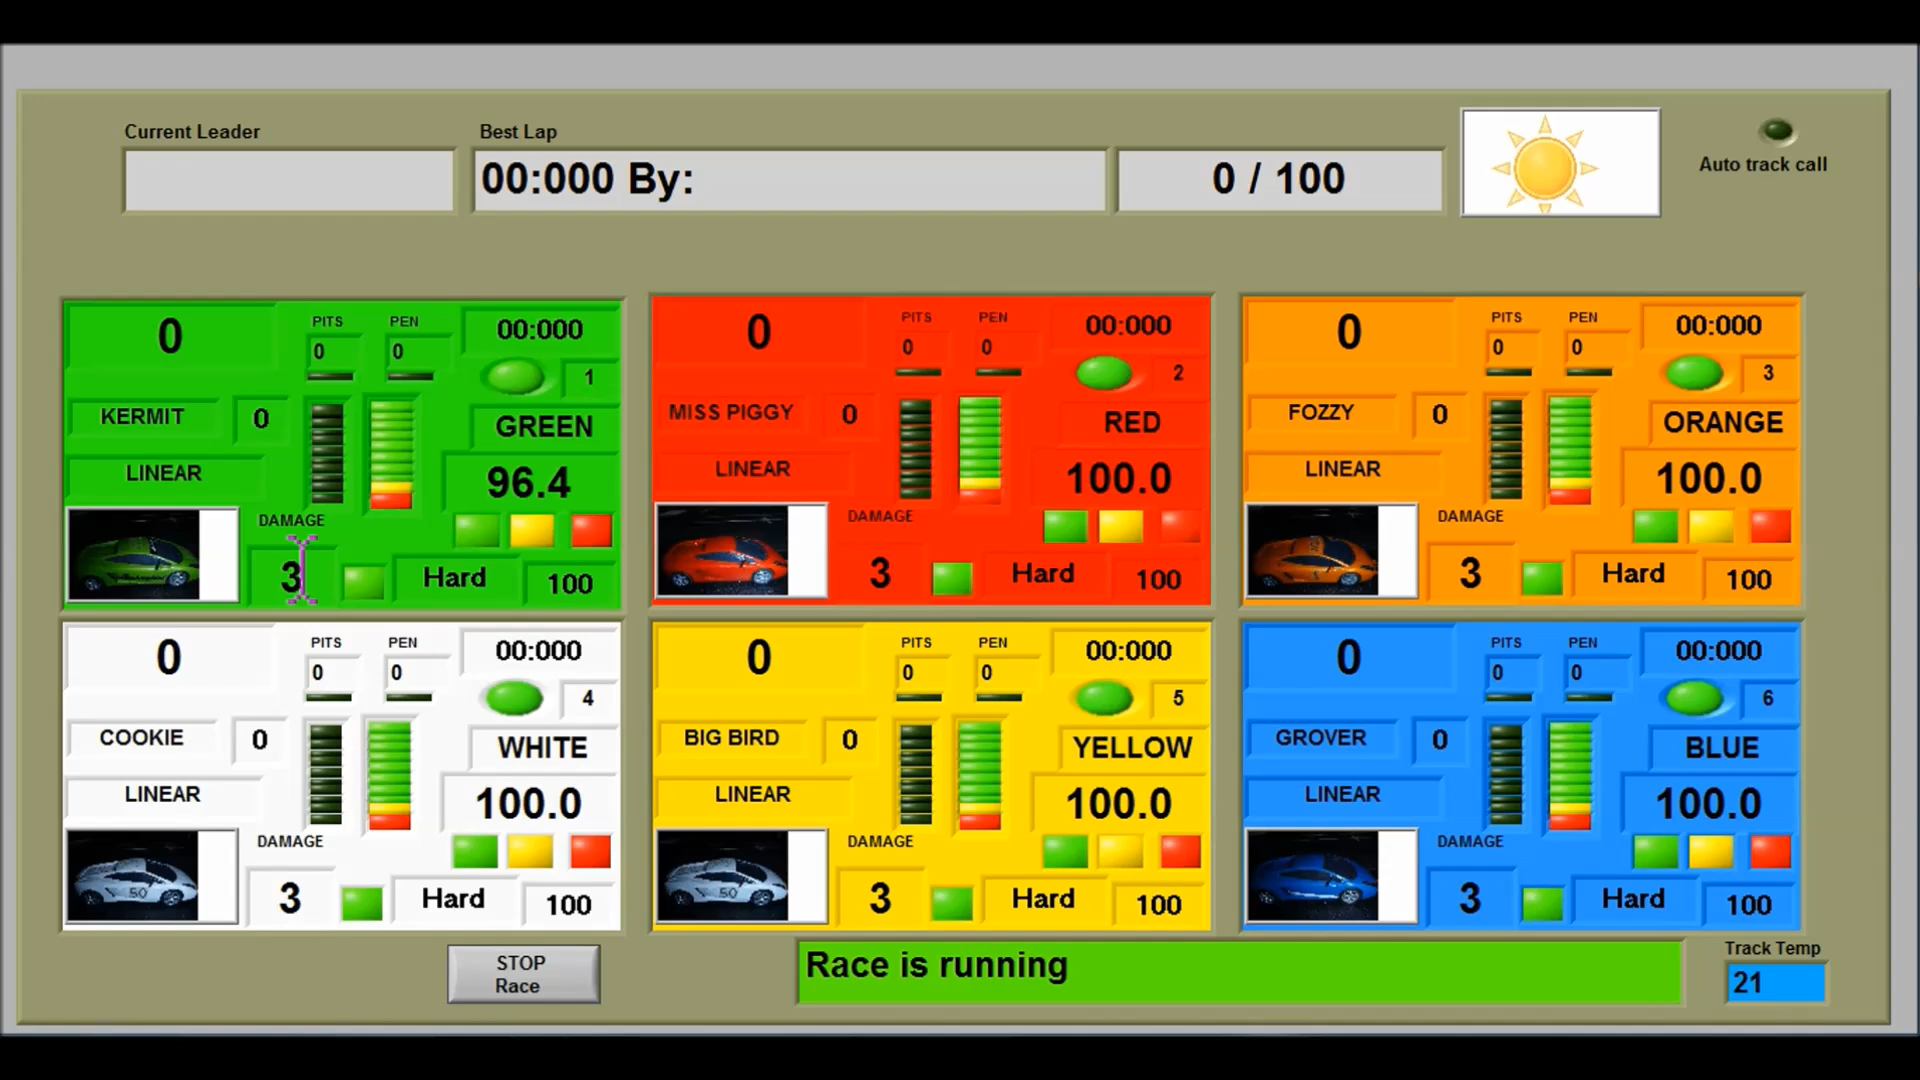 Current Leader
Best Lap
00:000 By:
0 / 100
Auto track call
0
PITS
PEN
0
0
00:000
1
KERMIT
0
GREEN
LINEAR
96.4
DAMAGE
3
Hard
100
0
PITS
PEN
0
0
00:000
2
MISS PIGGY
0
RED
LINEAR
100.0
DAMAGE
3
Hard
100
0
PITS
PEN
0
0
00:000
3
FOZZY
0
ORANGE
LINEAR
100.0
DAMAGE
3
Hard
100
0
PITS
PEN
0
0
00:000
4
COOKIE
0
WHITE
LINEAR
100.0
50
DAMAGE
3
Hard
100
0
PITS
PEN
0
0
00:000
5
BIG BIRD
0
YELLOW
LINEAR
100.0
50
DAMAGE
3
Hard
100
0
PITS
PEN
0
0
00:000
6
GROVER
0
BLUE
LINEAR
100.0
DAMAGE
3
Hard
100
STOP
Race
Race is running
Track Temp
21